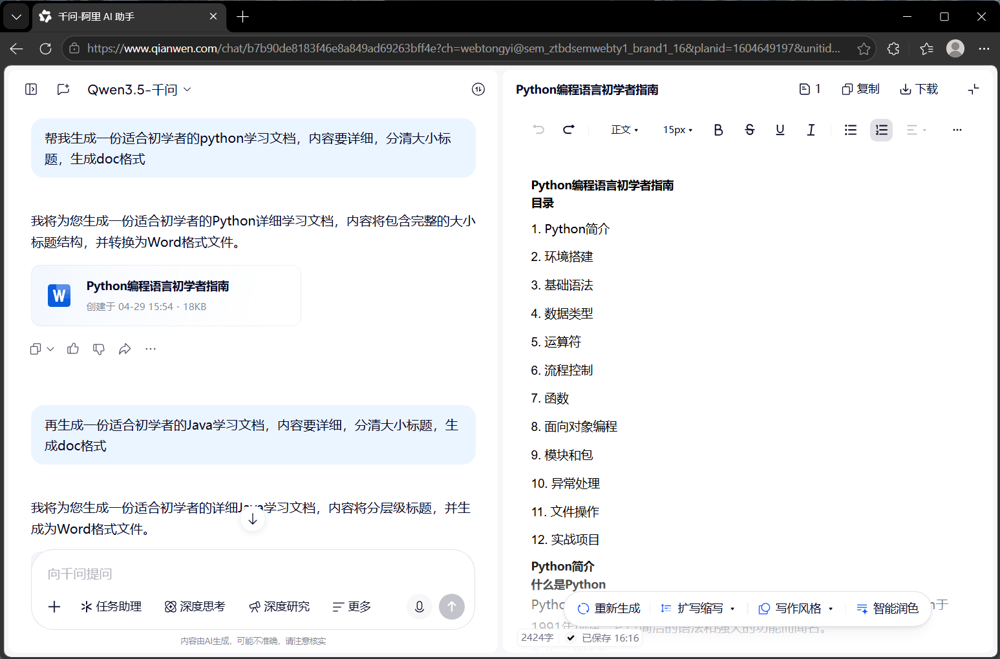 千问-阿里 AI 助手
https://www.qianwen.com/chat/b7b90de8183f46e8a849ad69263bff4e?ch=webtongyi@sem_ztbdsemwebty1_brand1_16&planid=1604649197&unitid...
Qwen3.5-千问
帮我生成一份适合初学者的python学习文档，内容要详细，分清大小标
题，生成doc格式
我将为您生成一份适合初学者的Python详细学习文档，内容将包含完整的大小
标题结构，并转换为Word格式文件。
W
Python编程语言初学者指南
创建于 04-29 15:54 · 18KB
再生成一份适合初学者的Java学习文档，内容要详细，分清大小标题，生
成doc格式
我将为您生成一份适合初学者的详细Java学习文档，内容将分层级标题，并生
成为Word格式文件。
向千问提问
任务助理
深度思考
深度研究
更多
内容由AI生成，可能不准确，请注意核实
Python编程语言初学者指南
1
复制
下载
正文
15px
B
S
U
I
Python编程语言初学者指南
目录
1. Python简介
2. 环境搭建
3. 基础语法
4. 数据类型
5. 运算符
6. 流程控制
7. 函数
8. 面向对象编程
9. 模块和包
10. 异常处理
11. 文件操作
12. 实战项目
Python简介
什么是Python
于
重新生成
扩写缩写
写作风格
智能润色
1991年
简洁的语法和强大的功能而闻名。
2424字
已保存 16:16